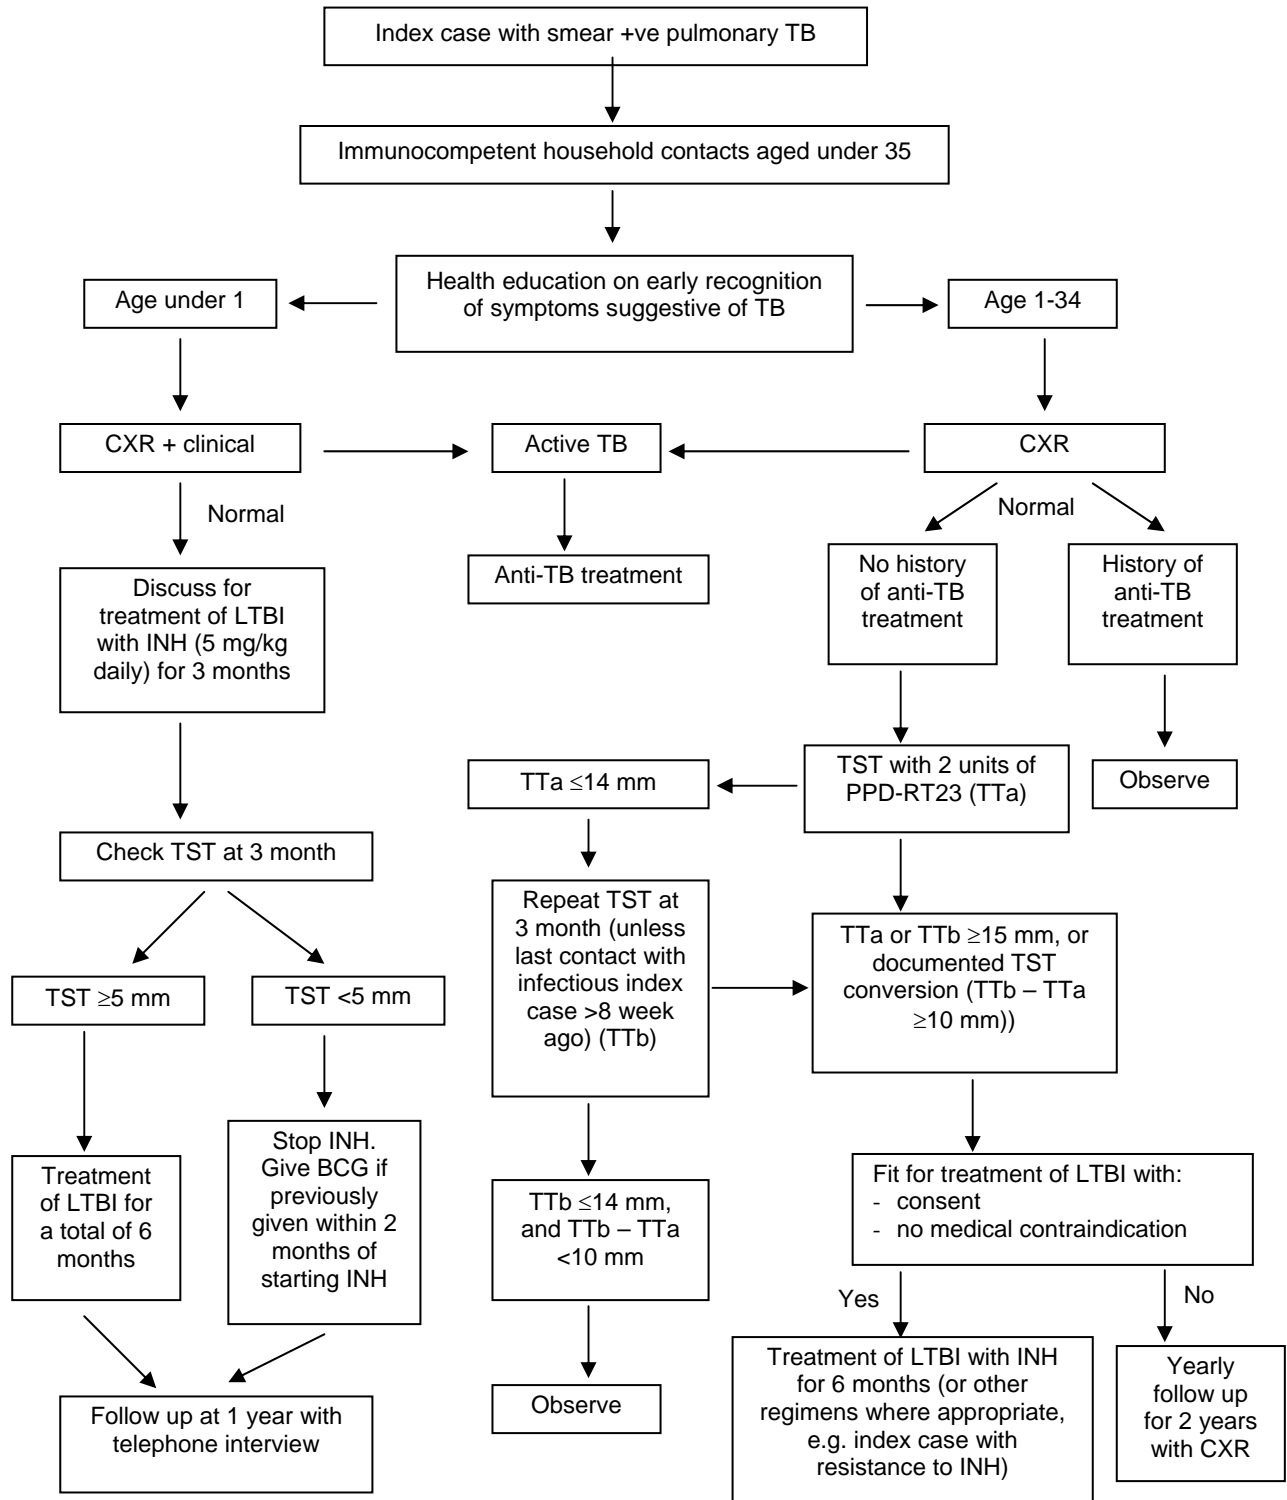 Index case with smear +ve pulmonary TB
Immunocompetent household contacts aged under 35
Health education on early recognition
of symptoms suggestive of TB
Age under 1
Age 1-34
CXR + clinical
Active TB
CXR
Normal
Normal
Anti-TB treatment
No history
of anti-TB
treatment
History of
anti-TB
treatment
Discuss for
treatment of LTBI
with INH (5 mg/kg
daily) for 3 months
TTa ≤14 mm
TST with 2 units of
PPD-RT23 (TTa)
Observe
Check TST at 3 month
Repeat TST at
3 month (unless
last contact with
infectious index
case >8 week
ago) (TTb)
TTa or TTb ≥15 mm, or
documented TST
conversion (TTb – TTa
≥10 mm))
TST ≥5 mm
TST <5 mm
Treatment
of LTBI for
a total of 6
months
Stop INH.
Give BCG if
previously
given within 2
months of
starting INH
TTb ≤14 mm,
and TTb – TTa
<10 mm
Fit for treatment of LTBI with:
- consent
- no medical contraindication
Yes
No
Follow up at 1 year with
telephone interview
Observe
Treatment of LTBI with INH
for 6 months (or other
regimens where appropriate,
e.g. index case with
resistance to INH)
Yearly
follow up
for 2 years
with CXR